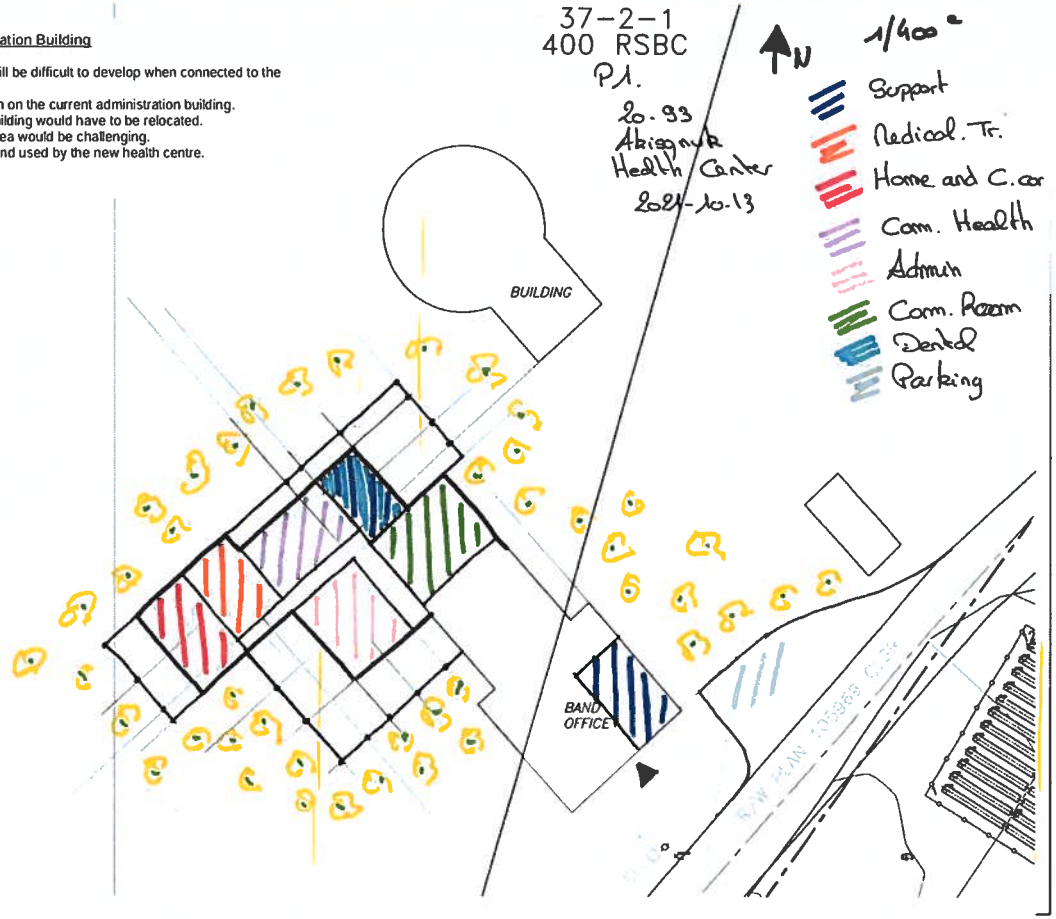 ation Building
ill be difficult to develop when connected to the
n on the current administration building.
ilding would have to be relocated.
ea would be challenging.
nd used by the new health centre.
37-2-1
400 RSBC
P1.
20.93
Akisqnuk
Health Center
2021-10.13
N
1/400e
Support
Medical. Tr.
Home and C. car
Com. Health
Admin
Com. Room
Dental
Parking
BUILDING
BAND
OFFICE
R/W PLAN